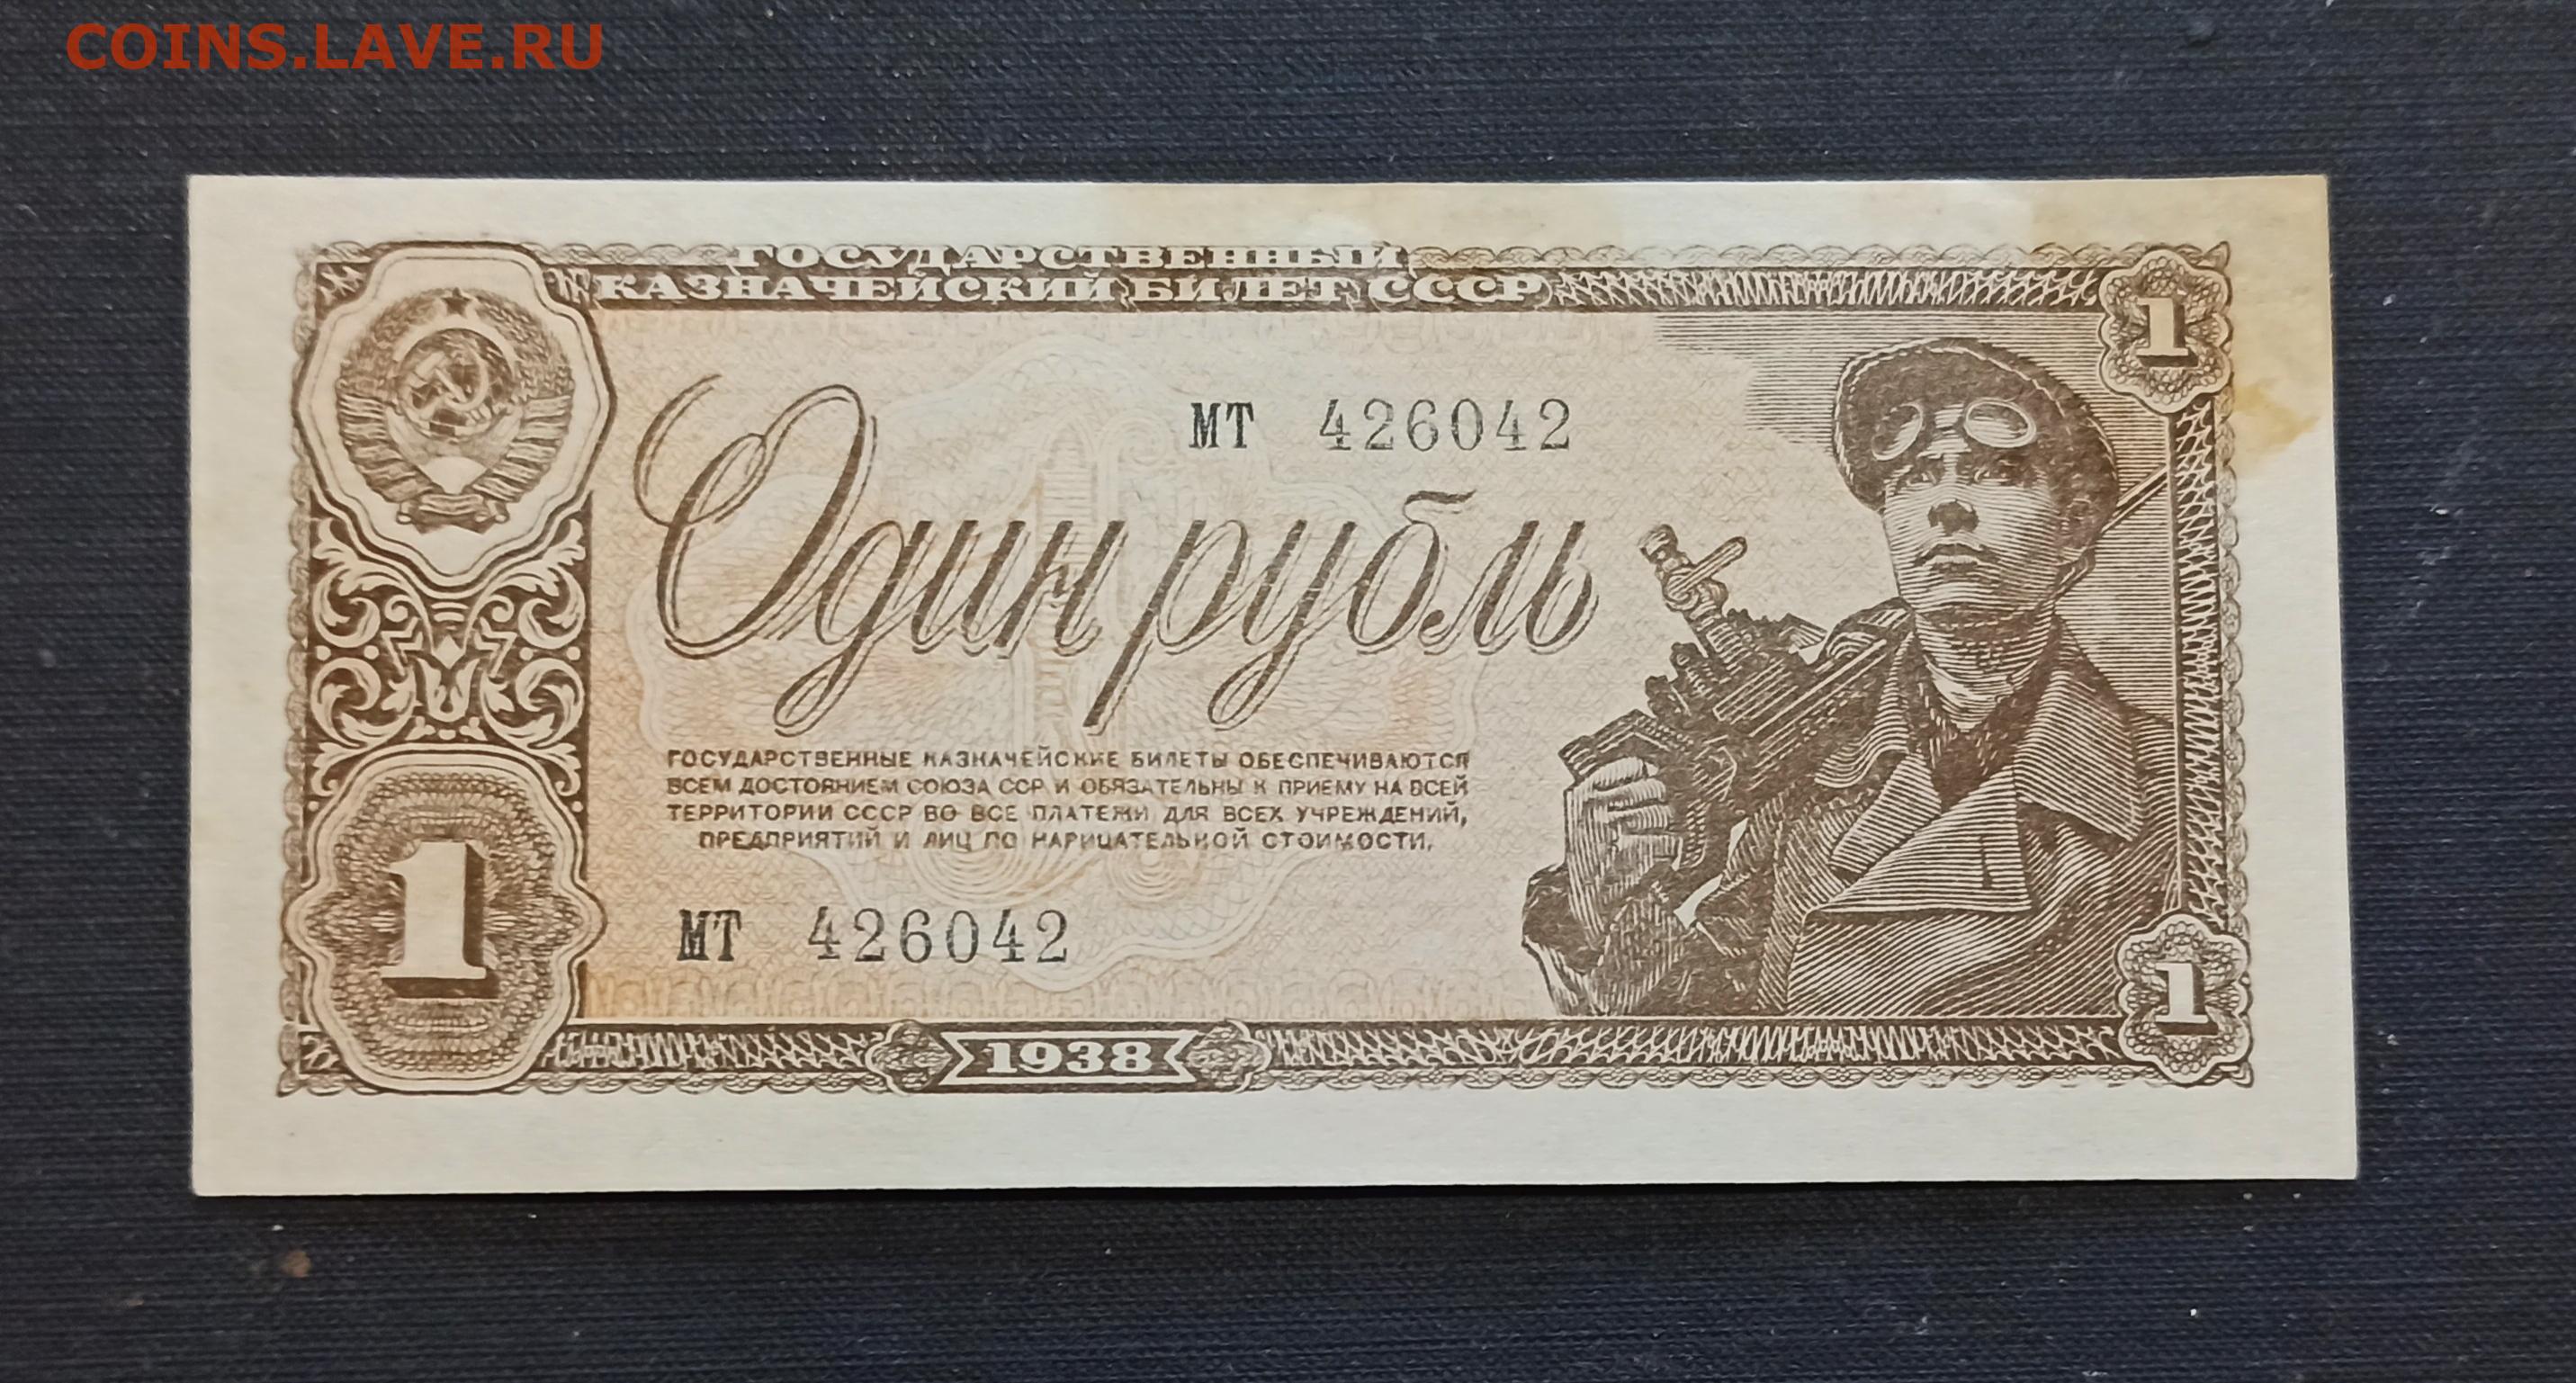 COINS.LAVE.RU
ГОСУДАРСТВЕННЫЙ
КАЗНАЧЕЙСКИЙ БИЛЕТ СССР
1
МТ 426042
Один рубль
ГОСУДАРСТВЕННЫЕ КАЗНАЧЕЙСКИЕ БИЛЕТЫ ОБЕСПЕЧИВАЮТСЯ
ВСЕМ ДОСТОЯНИЕМ СОЮЗА ССР И ОБЯЗАТЕЛЬНЫ К ПРИЕМУ НА ВСЕЙ
ТЕРРИТОРИИ СССР ВО ВСЕ ПЛАТЕЖИ ДЛЯ ВСЕХ УЧРЕЖДЕНИЙ,
ПРЕДПРИЯТИЙ И ЛИЦ ПО НАРИЦАТЕЛЬНОЙ СТОИМОСТИ.
1
МТ 426042
1
1938